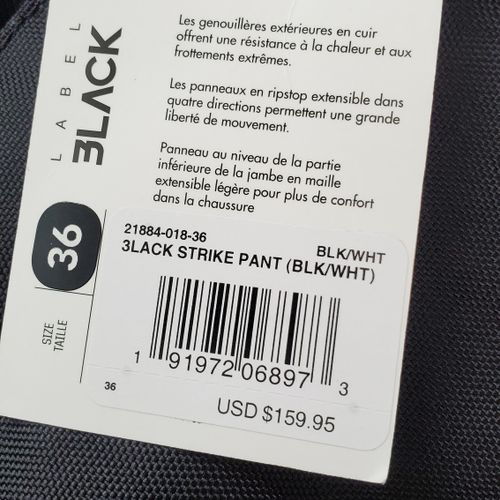 Les genouillères extérieures en cuir
offrent une résistance à la chaleur et aux
frottements extrêmes.
Les panneaux en ripstop extensible dans
quatre directions permettent une grande
liberté de mouvement.
Panneau au niveau de la partie
inférieure de la jambe en maille
extensible légère pour plus de confort
dans la chaussure
BLACK
LABEL
36
SIZE
TAILLE
21884-018-36 BLK/WHT
3LACK STRIKE PANT (BLK/WHT)
1 91972 06897 3
36
USD $159.95